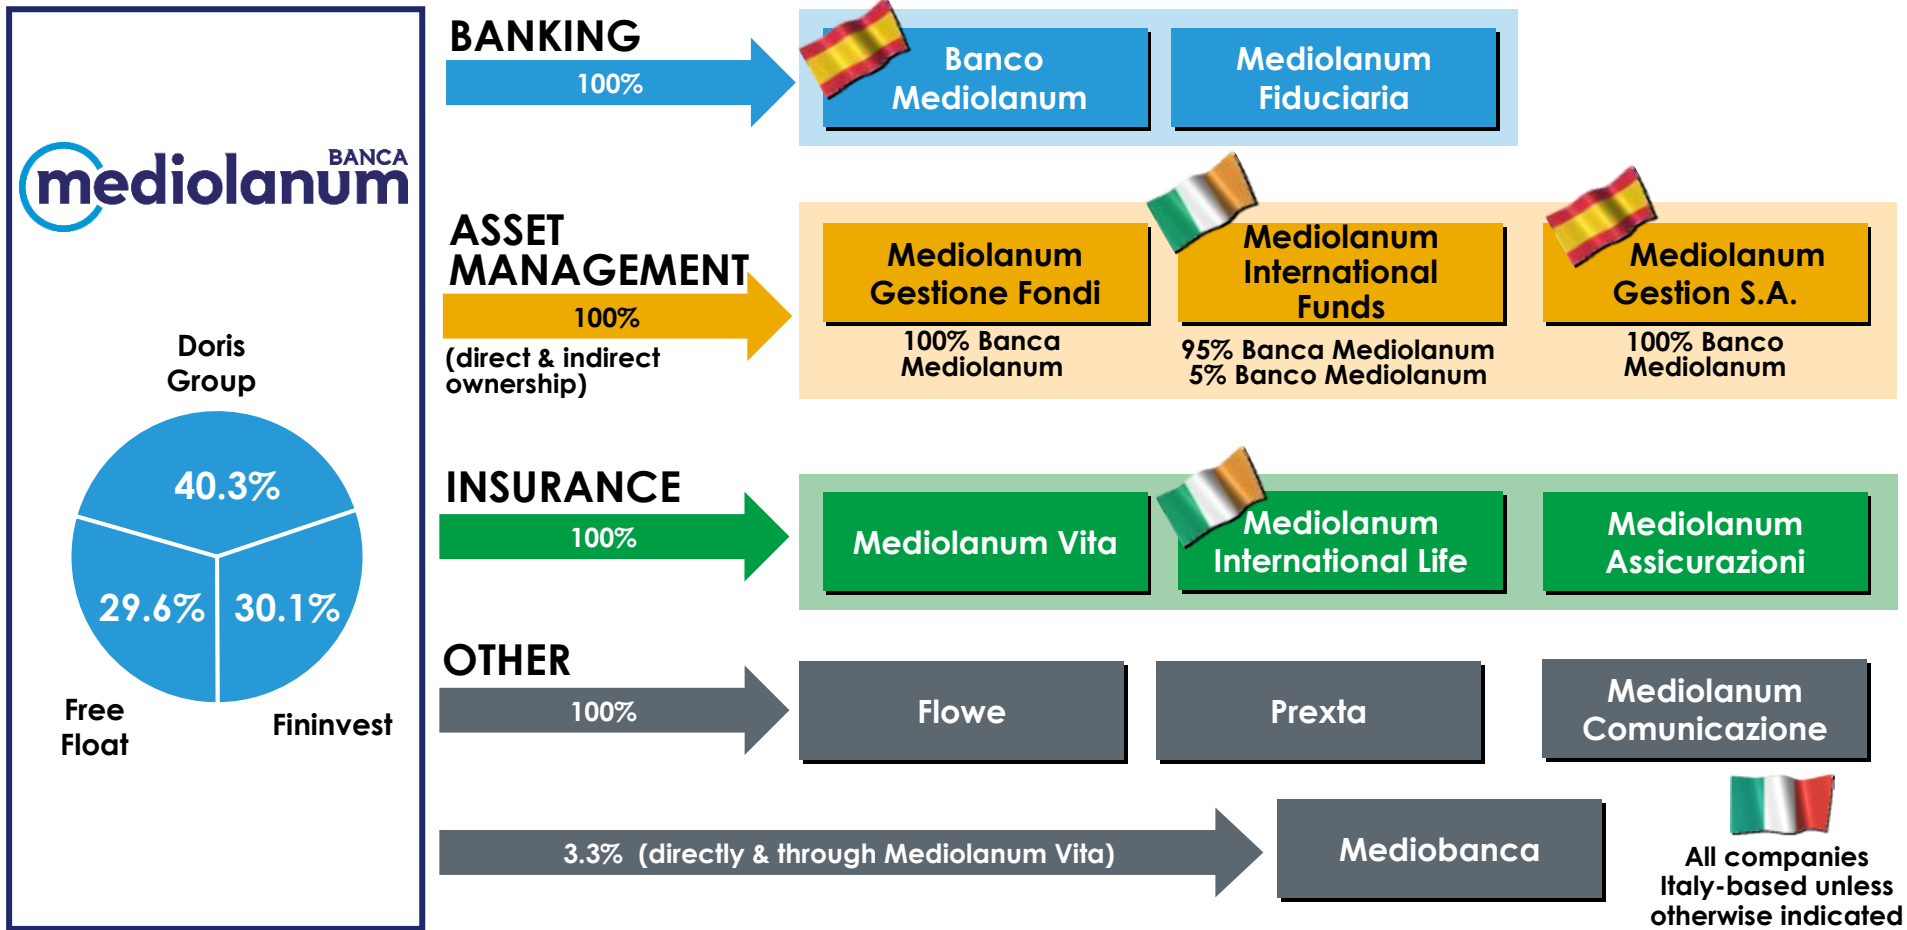 BANCA
mediolanum
Doris
Group
40.3%
29.6%
30.1%
Free
Float
Fininvest
BANKING
100%
Banco
Mediolanum
Mediolanum
Fiduciaria
ASSET
MANAGEMENT
100%
(direct & indirect
ownership)
Mediolanum
Gestione Fondi
100% Banca
Mediolanum
Mediolanum
International
Funds
95% Banca Mediolanum
5% Banco Mediolanum
Mediolanum
Gestion S.A.
100% Banco
Mediolanum
INSURANCE
100%
Mediolanum Vita
Mediolanum
International Life
Mediolanum
Assicurazioni
OTHER
100%
Flowe
Prexta
Mediolanum
Comunicazione
3.3% (directly & through Mediolanum Vita)
Mediobanca
All companies
Italy-based unless
otherwise indicated